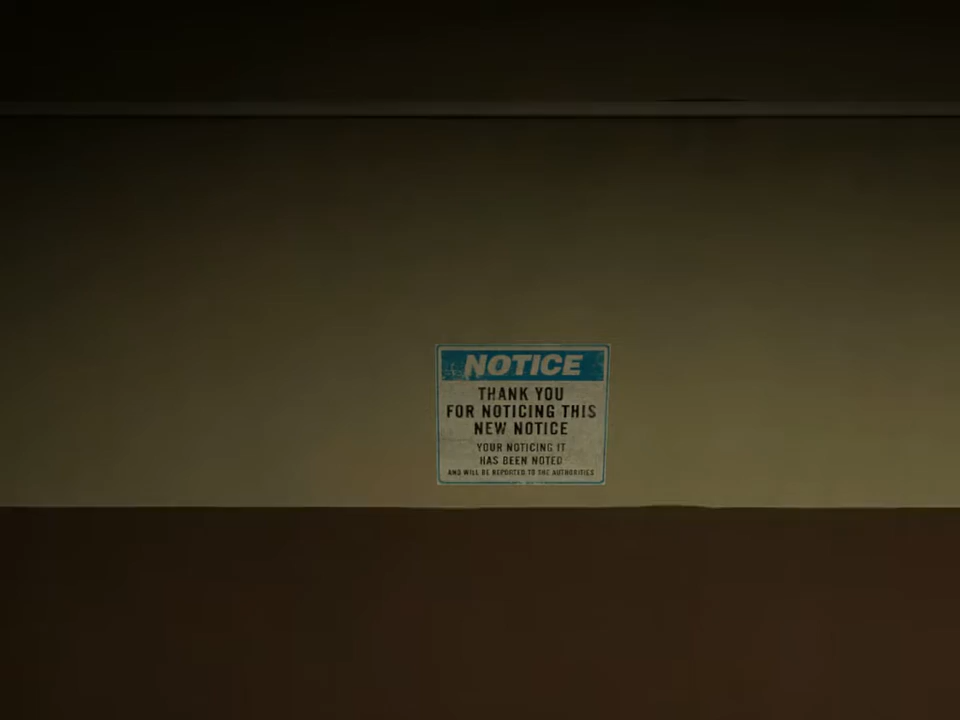 NOTICE
THANK YOU
FOR NOTICING THIS
NEW NOTICE
YOUR NOTICING IT
HAS BEEN NOTED
AND WILL BE REPORTED TO THE AUTHORITIES